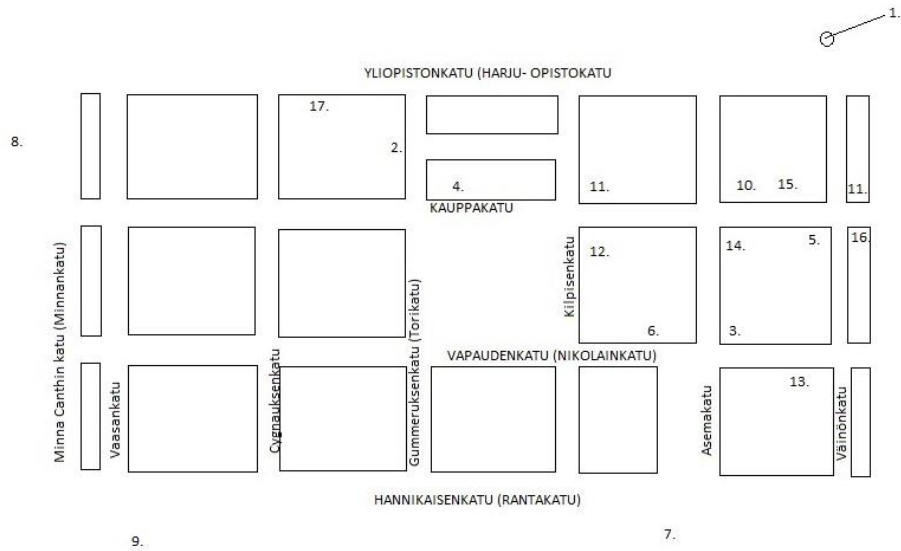 1.
YLIOPISTONKATU (HARJU- OPISTOKATU
17.
8.
2.
4.
11.
10.
15.
11.
KAUPPAKATU
12.
14.
5.
16.
Kilpisenkatu
6.
3.
Minna Canthin katu (Minnankatu)
Gummeruksenkatu (Torikatu)
VAPAUDENKATU (NIKOLAINKATU)
Vaasankatu
Cygnauksenkatu
Asemakatu
13.
Väinönkatu
HANNIKAISENKATU (RANTAKATU)
9.
7.